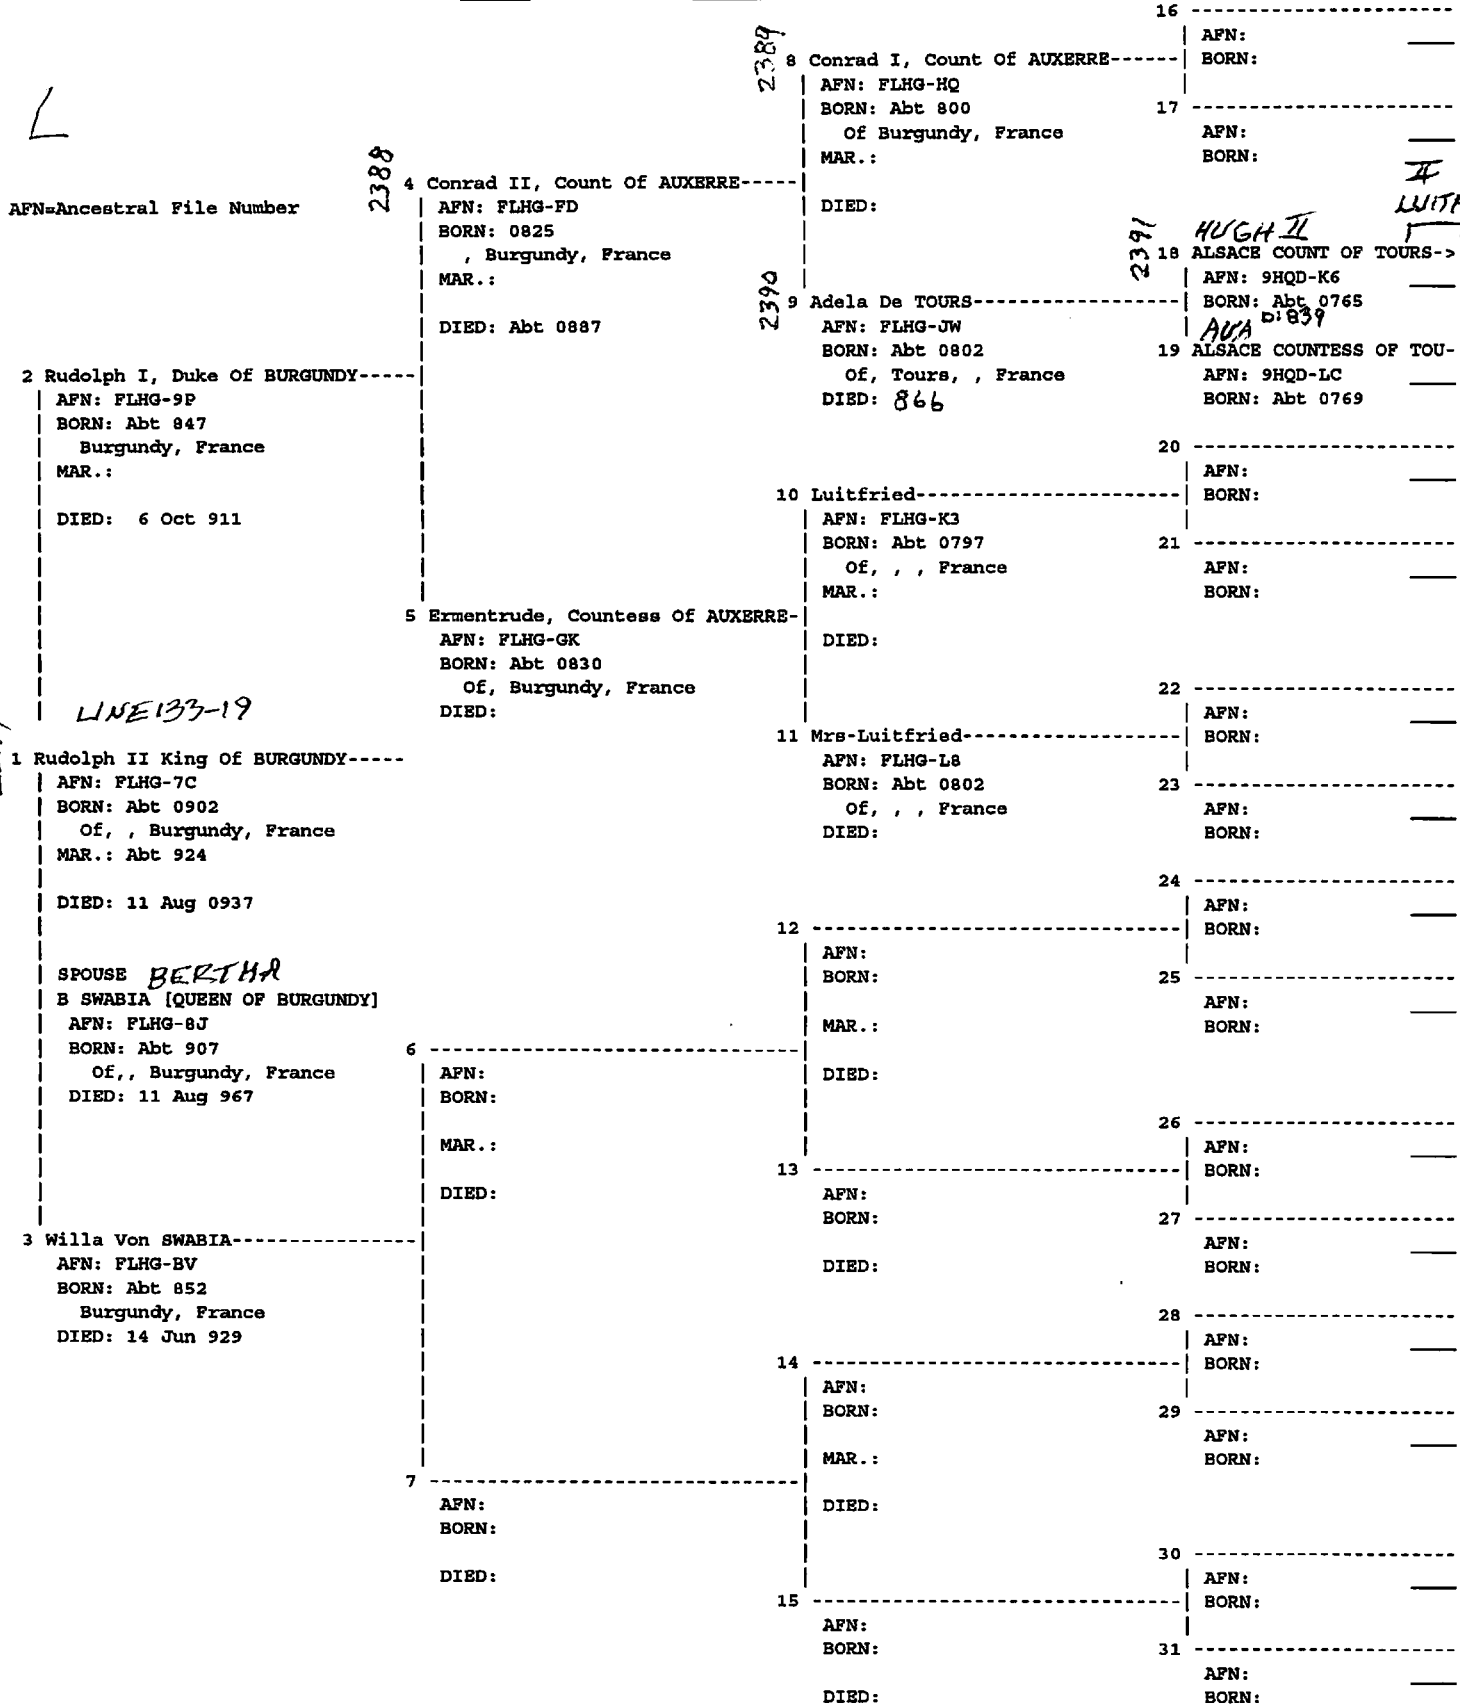 L
AFN=Ancestral File Number
2388
4 Conrad II, Count Of AUXERRE-----
AFN: FLHG-FD
BORN: 0825
, Burgundy, France
MAR.:
DIED: Abt 0887
2 Rudolph I, Duke Of BURGUNDY-----
AFN: FLHG-9P
BORN: Abt 847
Burgundy, France
MAR.:
DIED: 6 Oct 911
5 Ermentrude, Countess Of AUXERRE-
AFN: FLHG-GK
BORN: Abt 0830
Of, Burgundy, France
DIED:
LINE 133-19
1 Rudolph II King Of BURGUNDY-----
AFN: FLHG-7C
BORN: Abt 0902
Of, , Burgundy, France
MAR.: Abt 924
DIED: 11 Aug 0937
SPOUSE BERTHA
B SWABIA [QUEEN OF BURGUNDY]
AFN: FLHG-8J
BORN: Abt 907
Of,, Burgundy, France
DIED: 11 Aug 967
6
AFN:
BORN:
MAR.:
DIED:
3 Willa Von SWABIA---------------
AFN: FLHG-BV
BORN: Abt 852
Burgundy, France
DIED: 14 Jun 929
7
AFN:
BORN:
DIED:
2389
8 Conrad I, Count Of AUXERRE------
AFN: FLHG-HQ
BORN: Abt 800
Of Burgundy, France
MAR.:
DIED:
2390
9 Adela De TOURS-----------------
AFN: FLHG-JW
BORN: Abt 0802
Of, Tours, , France
DIED: 866
10 Luitfried----------------------
AFN: FLHG-K3
BORN: Abt 0797
Of, , , France
MAR.:
DIED:
11 Mrs-Luitfried------------------
AFN: FLHG-L8
BORN: Abt 0802
Of, , , France
DIED:
12
AFN:
BORN:
MAR.:
DIED:
13
AFN:
BORN:
DIED:
14
AFN:
BORN:
MAR.:
DIED:
15
AFN:
BORN:
DIED:
16
AFN:
BORN:
17
AFN:
BORN:
II
2391
HUGH II
18 ALSACE COUNT OF TOURS->
AFN: 9HQD-K6
BORN: Abt 0765
D: 839
AVA
19 ALSACE COUNTESS OF TOU-
AFN: 9HQD-LC
BORN: Abt 0769
20
AFN:
BORN:
21
AFN:
BORN:
22
AFN:
BORN:
23
AFN:
BORN:
24
AFN:
BORN:
25
AFN:
BORN:
26
AFN:
BORN:
27
AFN:
BORN:
28
AFN:
BORN:
29
AFN:
BORN:
30
AFN:
BORN:
31
AFN:
BORN: